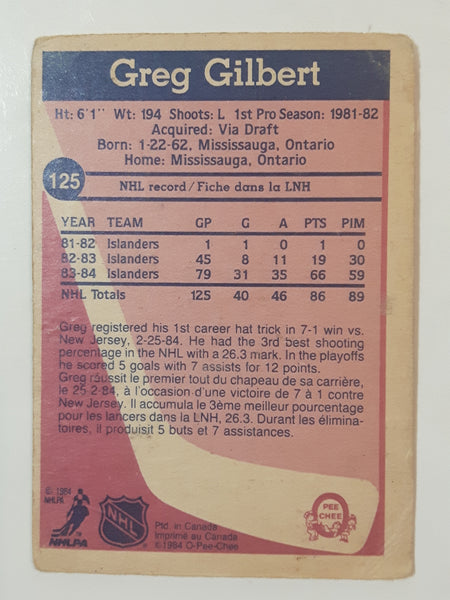 Greg Gilbert
Ht: 6'1" Wt: 194 Shoots: L 1st Pro Season: 1981-82
Acquired: Via Draft
Born: 1-22-62, Mississauga, Ontario
Home: Mississauga, Ontario
125
NHL record/Fiche dans la LNH
YEAR TEAM GP G A PTS PIM
81-82 Islanders 1 1 0 1 0
82-83 Islanders 45 8 11 19 30
83-84 Islanders 79 31 35 66 59
NHL Totals 125 40 46 86 89
Greg registered his 1st career hat trick in 7-1 win vs.
New Jersey, 2-25-84. He had the 3rd best shooting
percentage in the NHL with a 26.3 mark. In the playoffs
he scored 5 goals with 7 assists for 12 points.
Greg réussit le premier tout du chapeau de sa carrière,
le 25-2-84, à l'occasion d'une victoire de 7 à 1 contre
New Jersey. Il accumula le 3ème meilleur pourcentage
pour les lancers dans la LNH, 26.3. Durant les élimina-
toires, il produisit 5 buts et 7 assistances.
© 1984
NHLPA
NHLPA
TM
NHL
Ptd. in Canada
Imprimé au Canada
©1984 O-Pee-Chee
O
PEE
CHEE